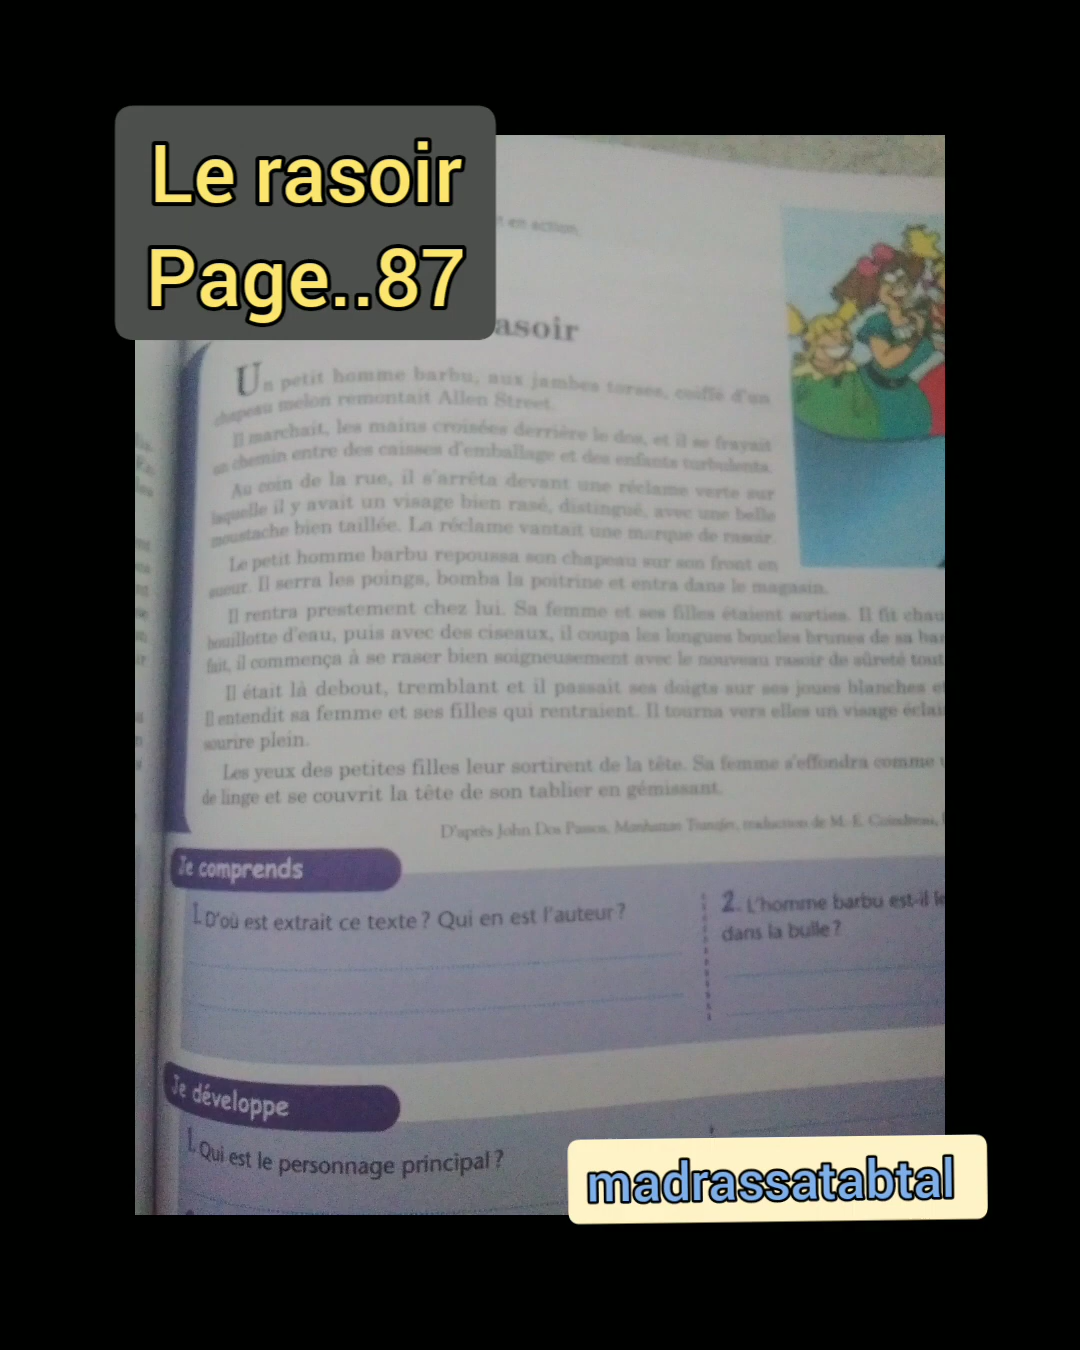 Le rasoir
Page..87
t en action.
asoir
Un petit homme barbu, aux jambes torses, coiffé d'un
chapeau melon remontait Allen Street.
Il marchait, les mains croisées derrière le dos, et il se frayait
un chemin entre des caisses d'emballage et des enfants turbulents.
Au coin de la rue, il s'arrêta devant une réclame verte sur
laquelle il y avait un visage bien rasé, distingué, avec une belle
moustache bien taillée. La réclame vantait une marque de rasoir.
Le petit homme barbu repoussa son chapeau sur son front en
sueur. Il serra les poings, bomba la poitrine et entra dans le magasin.
Il rentra prestement chez lui. Sa femme et ses filles étaient sorties. Il fit chau
bouillotte d'eau, puis avec des ciseaux, il coupa les longues boucles brunes de sa ba
fait, il commença à se raser bien soigneusement avec le nouveau rasoir de sûreté tout
Il était là debout, tremblant et il passait ses doigts sur ses joues blanches et
Il entendit sa femme et ses filles qui rentraient. Il tourna vers elles un visage éclai
sourire plein.
Les yeux des petites filles leur sortirent de la tête. Sa femme s'effondra comme
de linge et se couvrit la tête de son tablier en gémissant.
D'après John Dos Passos, Manhattan Transfer, traduction de M. E. Coindreau,
Je comprends
1. D'où est extrait ce texte ? Qui en est l'auteur ?
2. L'homme barbu est-il le
dans la bulle ?
Je développe
1. Qui est le personnage principal ?
madrassatabtal